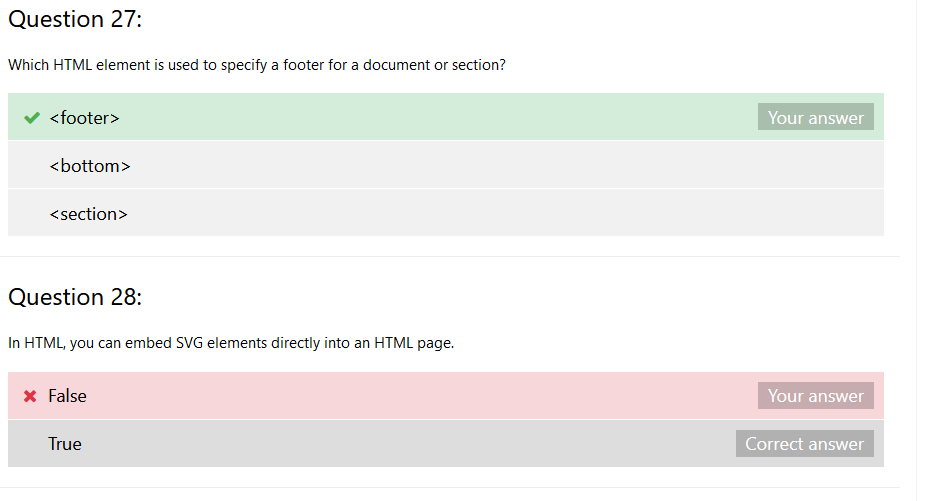 Question 27:
Which HTML element is used to specify a footer for a document or section?
<footer> Your answer
<bottom>
<section>
Question 28:
In HTML, you can embed SVG elements directly into an HTML page.
False Your answer
True Correct answer